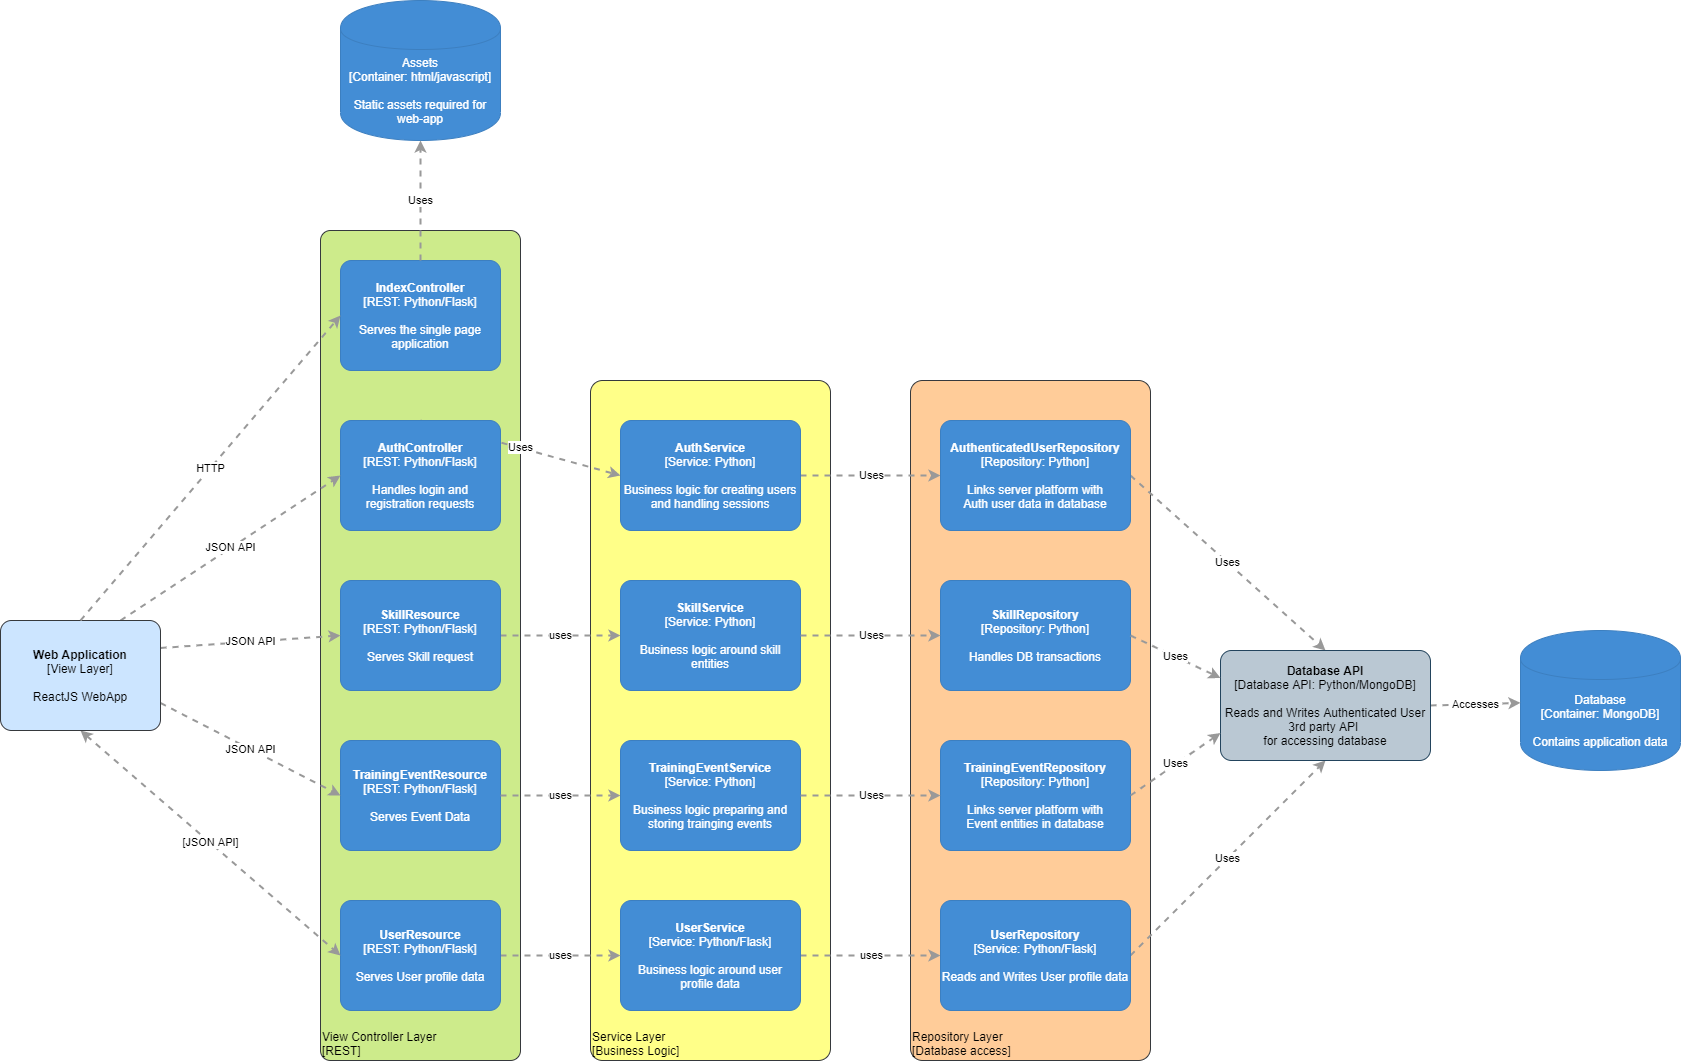 Assets
[Container: html/javascript]
Static assets required for
web-app
Uses
IndexController
[REST: Python/Flask]
Serves the single page
application
HTTP
AuthController
[REST: Python/Flask]
Handles login and
registration requests
Uses
AuthService
[Service: Python]
Business logic for creating users
and handling sessions
Uses
AuthenticatedUserRepository
[Repository: Python]
Links server platform with
Auth user data in database
Uses
JSON API
SkillResource
[REST: Python/Flask]
Serves Skill request
uses
SkillService
[Service: Python]
Business logic around skill
entities
Uses
SkillRepository
[Repository: Python]
Handles DB transactions
Uses
JSON API
Web Application
[View Layer]
ReactJS WebApp
Database API
[Database API: Python/MongoDB]
Reads and Writes Authenticated User
3rd party API
for accessing database
Accesses
Database
[Container: MongoDB]
Contains application data
JSON API
TrainingEventResource
[REST: Python/Flask]
Serves Event Data
uses
TrainingEventService
[Service: Python]
Business logic preparing and
storing trainging events
Uses
TrainingEventRepository
[Repository: Python]
Links server platform with
Event entities in database
Uses
[JSON API]
UserResource
[REST: Python/Flask]
Serves User profile data
uses
UserService
[Service: Python/Flask]
Business logic around user
profile data
uses
UserRepository
[Service: Python/Flask]
Reads and Writes User profile data
Uses
View Controller Layer
[REST]
Service Layer
[Business Logic]
Repository Layer
[Database access]